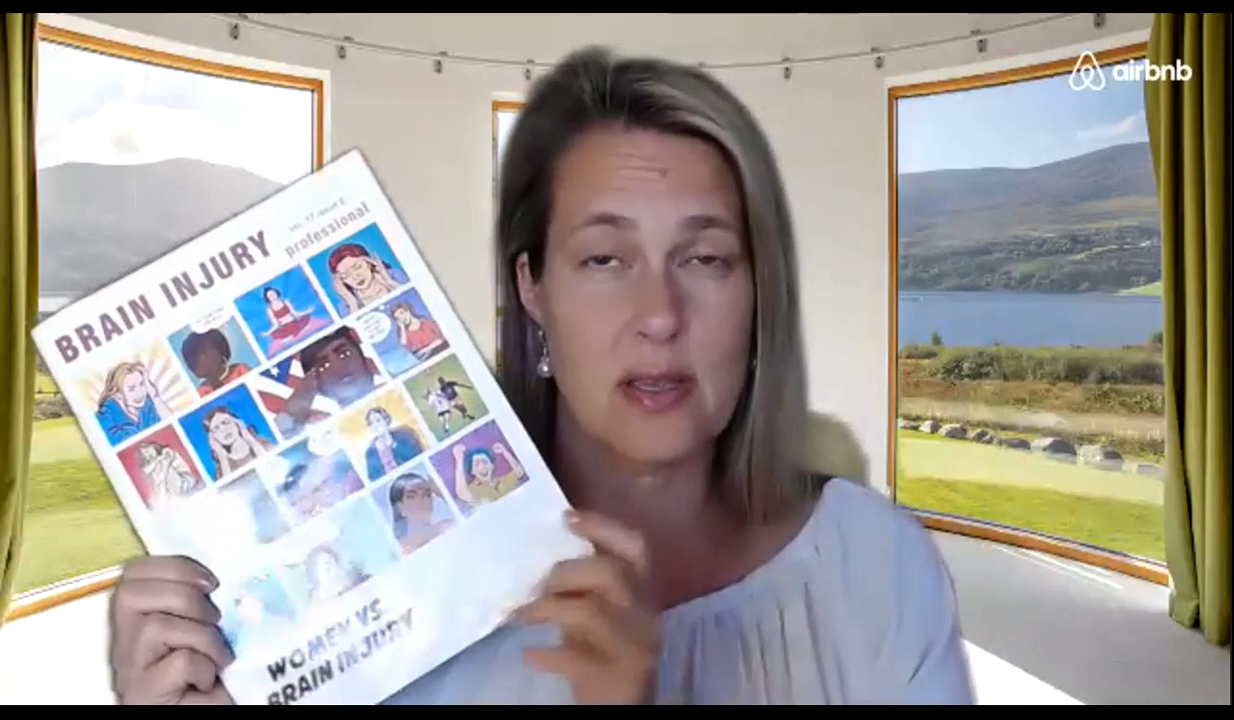 airbnb
vol. 17 issue 2
BRAIN INJURY
professional
WOMEN VS.
BRAIN INJURY